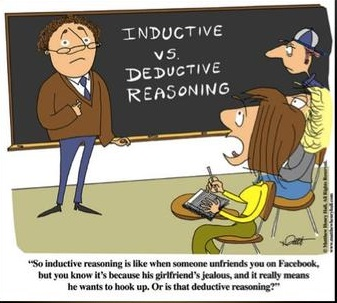 INDUCTIVE
VS.
DEDUCTIVE
REASONING
"So inductive reasoning is like when someone unfriends you on Facebook,
but you know it's because his girlfriend's jealous, and it really means
he wants to hook up. Or is that deductive reasoning?"